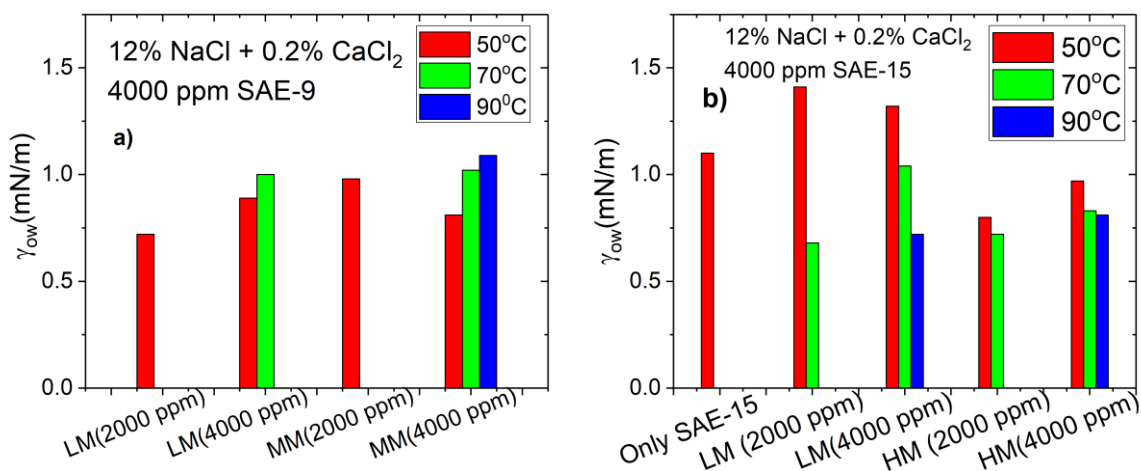 12% NaCl + 0.2% CaCl₂
4000 ppm SAE-9
a)
50°C
70°C
90⁰C
γow(mN/m)
1.5
1.0
0.5
0.0
LM(2000 ppm)
LM(4000 ppm)
MM(2000 ppm)
MM(4000 ppm)
12% NaCl + 0.2% CaCl₂
4000 ppm SAE-15
b)
50°C
70°C
90°C
γow(mN/m)
1.5
1.0
0.5
0.0
Only SAE-15
LM (2000 ppm)
LM(4000 ppm)
HM (2000 ppm)
HM(4000 ppm)